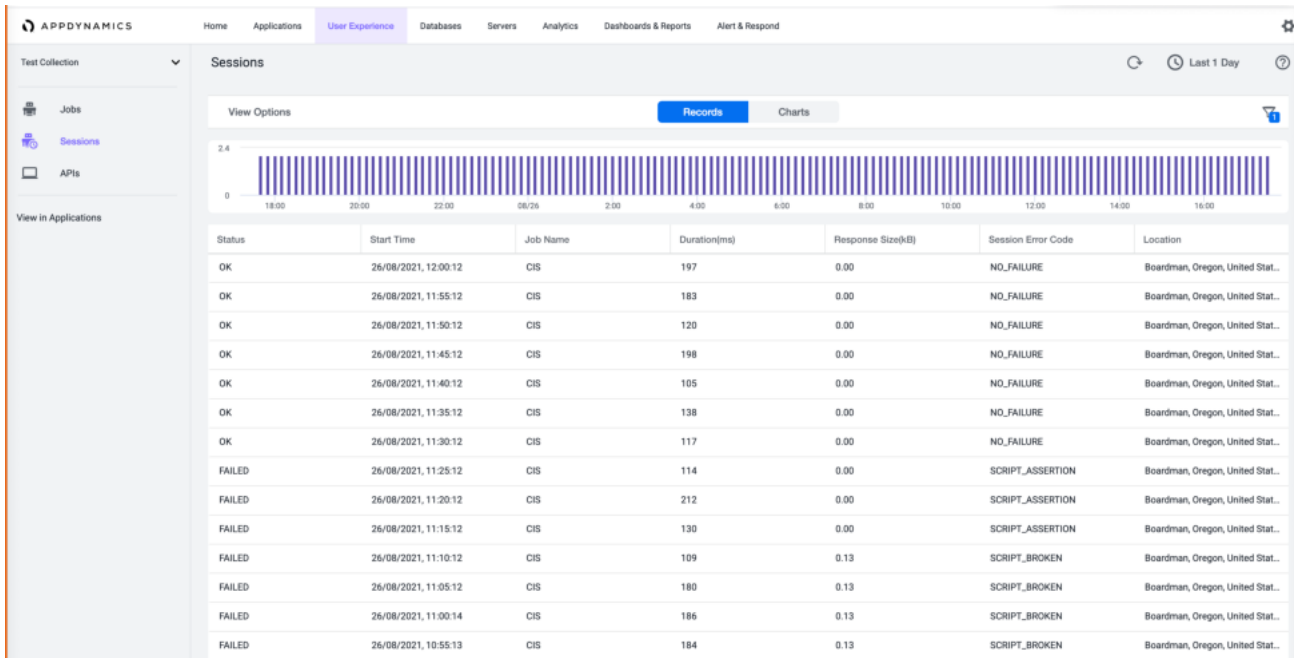 APPDYNAMICS Home Applications User Experience Databases Servers Analytics Dashboards & Reports Alert & Respond
Test Collection Sessions Last 1 Day
Jobs
Sessions
APIs
View in Applications
View Options Records Charts 1
2.4
0
18:00 20:00 22:00 08/26 2:00 4:00 6:00 8:00 10:00 12:00 14:00 16:00
Status Start Time Job Name Duration(ms) Response Size(kB) Session Error Code Location
OK 26/08/2021, 12:00:12 CIS 197 0.00 NO_FAILURE Boardman, Oregon, United Stat...
OK 26/08/2021, 11:55:12 CIS 183 0.00 NO_FAILURE Boardman, Oregon, United Stat...
OK 26/08/2021, 11:50:12 CIS 120 0.00 NO_FAILURE Boardman, Oregon, United Stat...
OK 26/08/2021, 11:45:12 CIS 198 0.00 NO_FAILURE Boardman, Oregon, United Stat...
OK 26/08/2021, 11:40:12 CIS 105 0.00 NO_FAILURE Boardman, Oregon, United Stat...
OK 26/08/2021, 11:35:12 CIS 138 0.00 NO_FAILURE Boardman, Oregon, United Stat...
OK 26/08/2021, 11:30:12 CIS 117 0.00 NO_FAILURE Boardman, Oregon, United Stat...
FAILED 26/08/2021, 11:25:12 CIS 114 0.00 SCRIPT_ASSERTION Boardman, Oregon, United Stat...
FAILED 26/08/2021, 11:20:12 CIS 212 0.00 SCRIPT_ASSERTION Boardman, Oregon, United Stat...
FAILED 26/08/2021, 11:15:12 CIS 130 0.00 SCRIPT_ASSERTION Boardman, Oregon, United Stat...
FAILED 26/08/2021, 11:10:12 CIS 109 0.13 SCRIPT_BROKEN Boardman, Oregon, United Stat...
FAILED 26/08/2021, 11:05:12 CIS 180 0.13 SCRIPT_BROKEN Boardman, Oregon, United Stat...
FAILED 26/08/2021, 11:00:14 CIS 186 0.13 SCRIPT_BROKEN Boardman, Oregon, United Stat...
FAILED 26/08/2021, 10:55:13 CIS 184 0.13 SCRIPT_BROKEN Boardman, Oregon, United Stat...